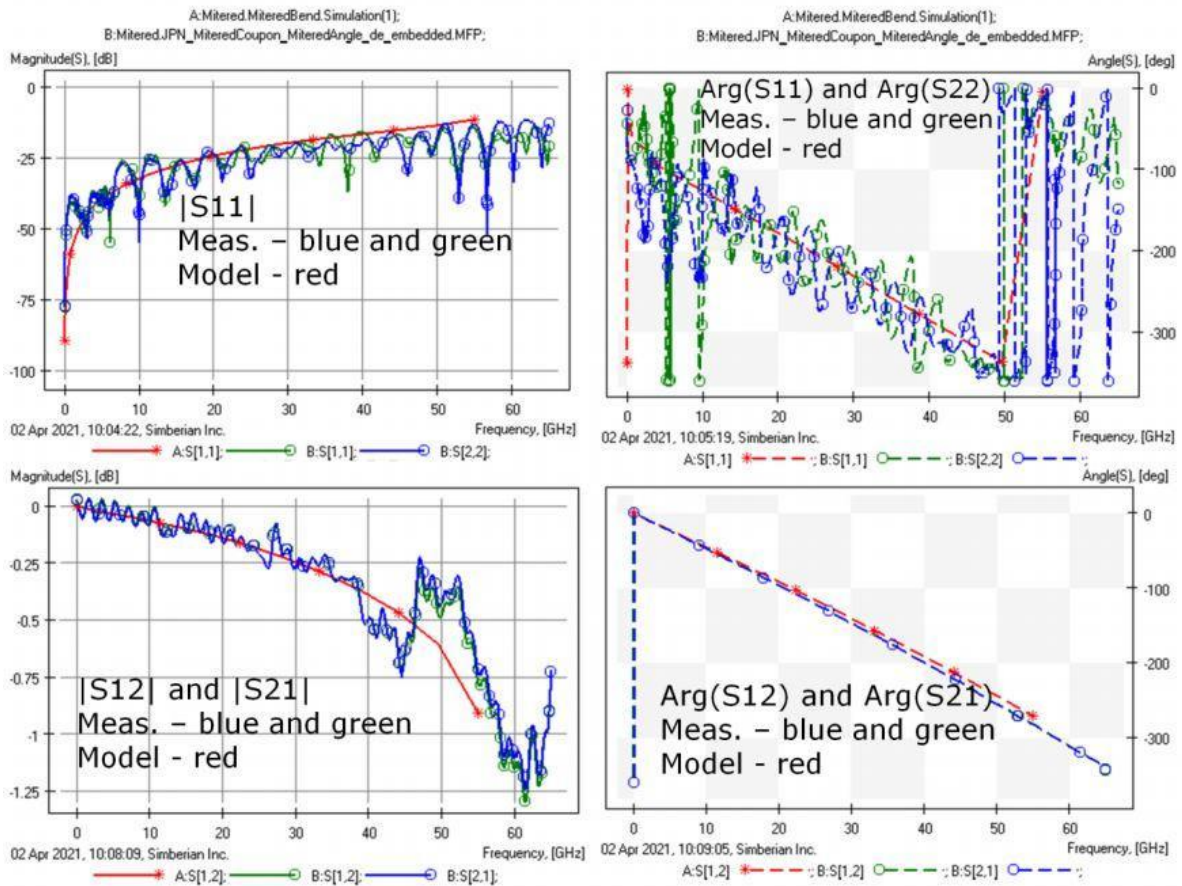 A:Mitered.MiteredBend.Simulation(1);
B:Mitered.JPN_MiteredCoupon_MiteredAngle_de_embedded.MFP;
Magnitude(S), [dB]
0
-25
-50
-75
-100
|S11|
Meas. – blue and green
Model - red
0 10 20 30 40 50 60
02 Apr 2021, 10:04:22, Simberian Inc.
Frequency, [GHz]
A:S[1,1]; B:S[1,1]; B:S[2,2];
A:Mitered.MiteredBend.Simulation(1);
B:Mitered.JPN_MiteredCoupon_MiteredAngle_de_embedded.MFP;
Angle(S), [deg]
0
-100
-200
-300
Arg(S11) and Arg(S22)
Meas. – blue and green
Model - red
0 10 20 30 40 50 60
02 Apr 2021, 10:05:19, Simberian Inc.
Frequency, [GHz]
A:S[1,1] ; B:S[1,1] ; B:S[2,2] ;
Magnitude(S), [dB]
0
-0.25
-0.5
-0.75
-1
-1.25
|S12| and |S21|
Meas. – blue and green
Model - red
0 10 20 30 40 50 60
02 Apr 2021, 10:08:09, Simberian Inc.
Frequency, [GHz]
A:S[1,2]; B:S[1,2]; B:S[2,1];
Angle(S), [deg]
0
-100
-200
-300
Arg(S12) and Arg(S21)
Meas. – blue and green
Model - red
0 10 20 30 40 50 60
02 Apr 2021, 10:09:05, Simberian Inc.
Frequency, [GHz]
A:S[1,2] ; B:S[1,2] ; B:S[2,1] ;